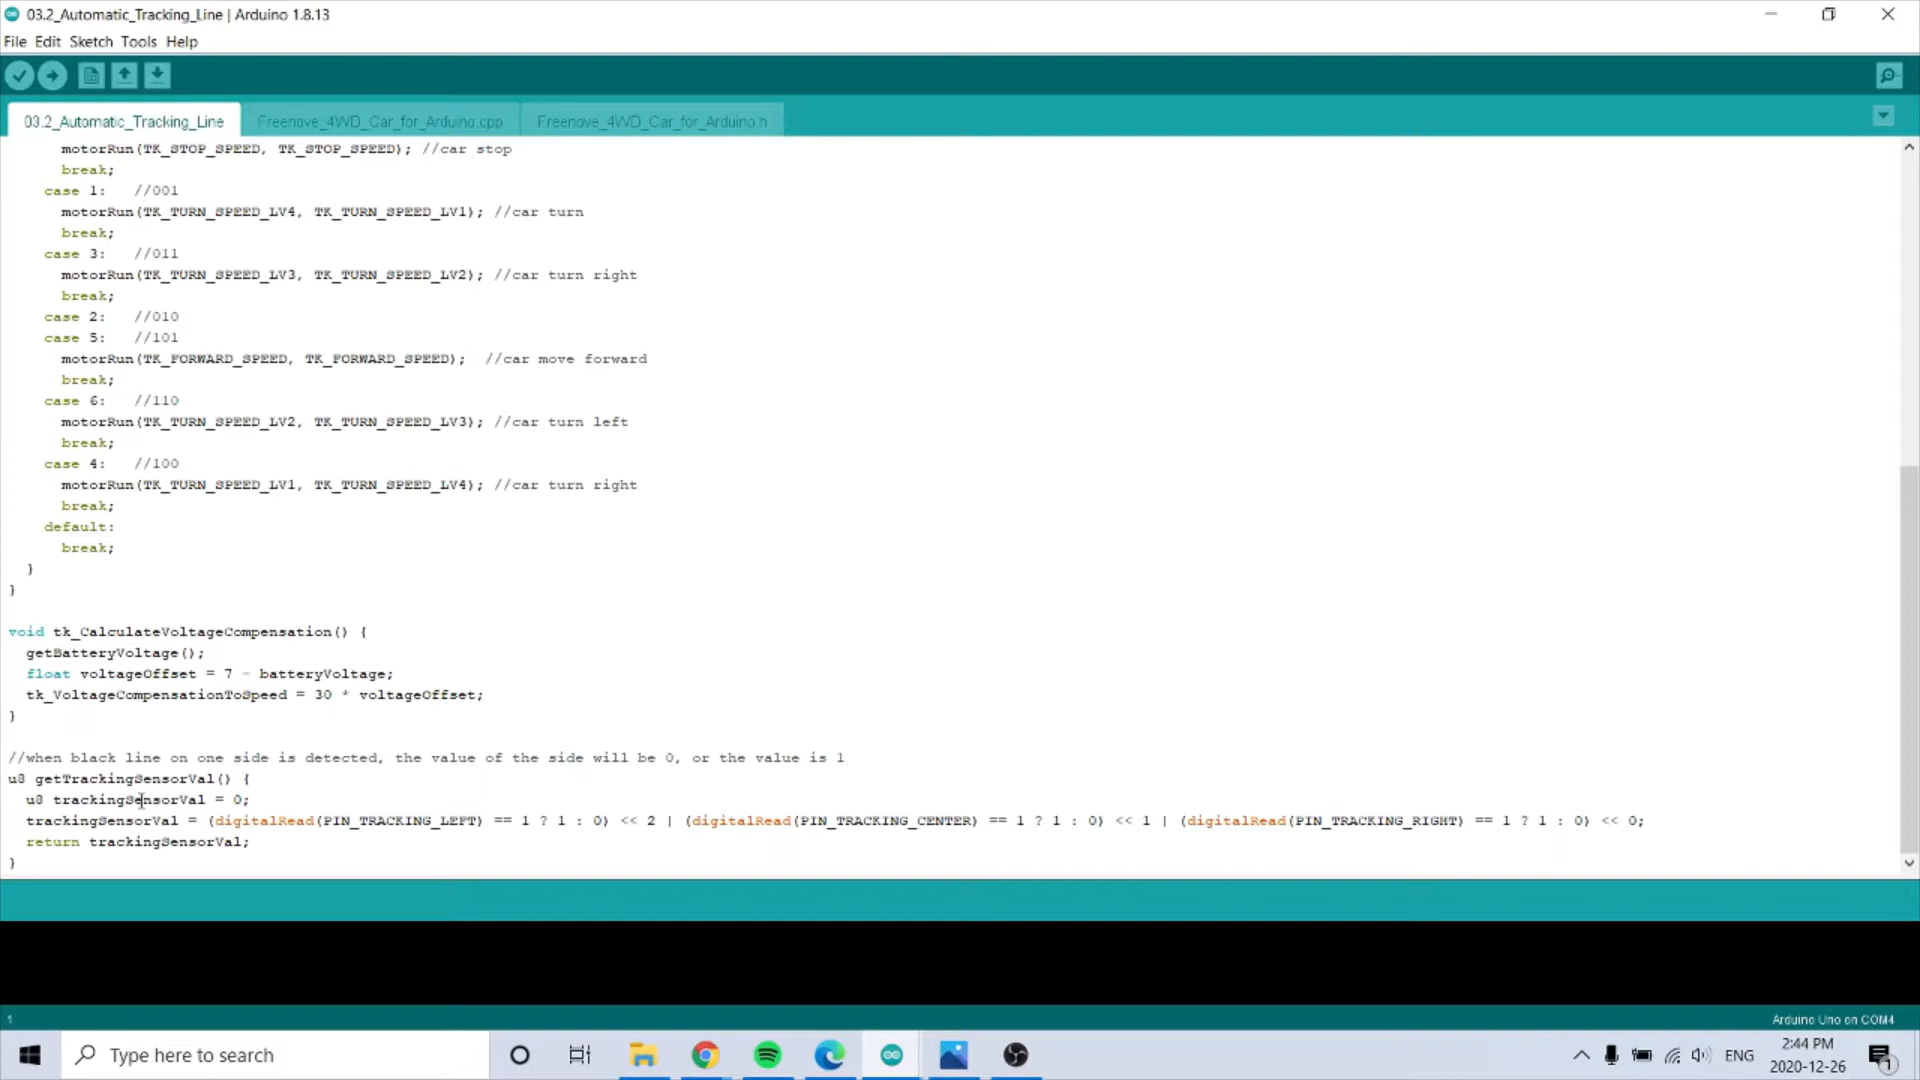 03.2_Automatic_Tracking_Line | Arduino 1.8.13
File Edit Sketch Tools Help
03.2_Automatic_Tracking_Line Freenove_4WD_Car_for_Arduino.cpp Freenove_4WD_Car_for_Arduino.h
motorRun(TK_STOP_SPEED, TK_STOP_SPEED); //car stop
break;
case 1: //001
motorRun(TK_TURN_SPEED_LV4, TK_TURN_SPEED_LV1); //car turn
break;
case 3: //011
motorRun(TK_TURN_SPEED_LV3, TK_TURN_SPEED_LV2); //car turn right
break;
case 2: //010
case 5: //101
motorRun(TK_FORWARD_SPEED, TK_FORWARD_SPEED); //car move forward
break;
case 6: //110
motorRun(TK_TURN_SPEED_LV2, TK_TURN_SPEED_LV3); //car turn left
break;
case 4: //100
motorRun(TK_TURN_SPEED_LV1, TK_TURN_SPEED_LV4); //car turn right
break;
default:
break;
}
}
void tk_CalculateVoltageCompensation() {
getBatteryVoltage();
float voltageOffset = 7 - batteryVoltage;
tk_VoltageCompensationToSpeed = 30 * voltageOffset;
}
//when black line on one side is detected, the value of the side will be 0, or the value is 1
u8 getTrackingSensorVal() {
u8 trackingSensorVal = 0;
trackingSensorVal = (digitalRead(PIN_TRACKING_LEFT) == 1 ? 1 : 0) << 2 | (digitalRead(PIN_TRACKING_CENTER) == 1 ? 1 : 0) << 1 | (digitalRead(PIN_TRACKING_RIGHT) == 1 ? 1 : 0) << 0;
return trackingSensorVal;
}
1 Arduino Uno on COM4
Type here to search
ENG
2:44 PM
2020-12-26
1